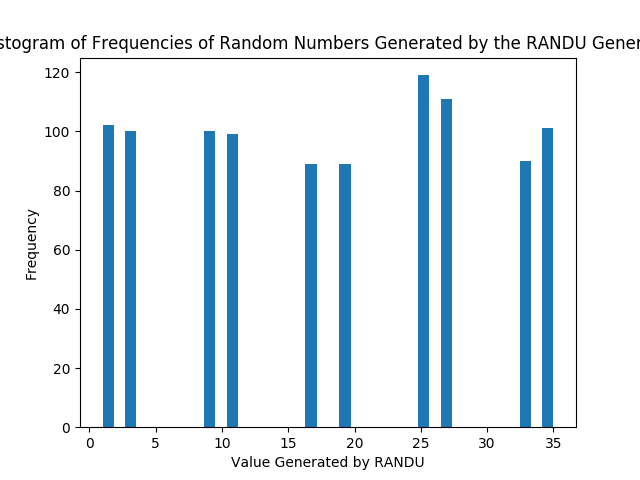 stogram of Frequencies of Random Numbers Generated by the RANDU Gener
120
100
80
60
40
20
0
Frequency
0 5 10 15 20 25 30 35
Value Generated by RANDU